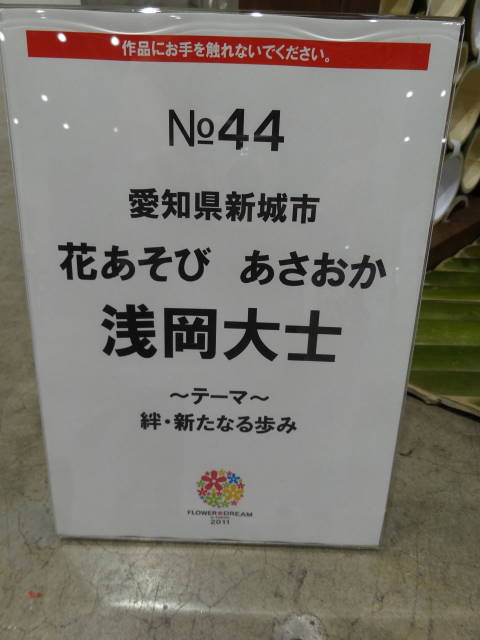 作品にお手を触れないでください。
№44
愛知県新城市
花あそび　あさおか
浅岡大士
～テーマ～
絆・新たなる歩み
FLOWER DREAM
2011